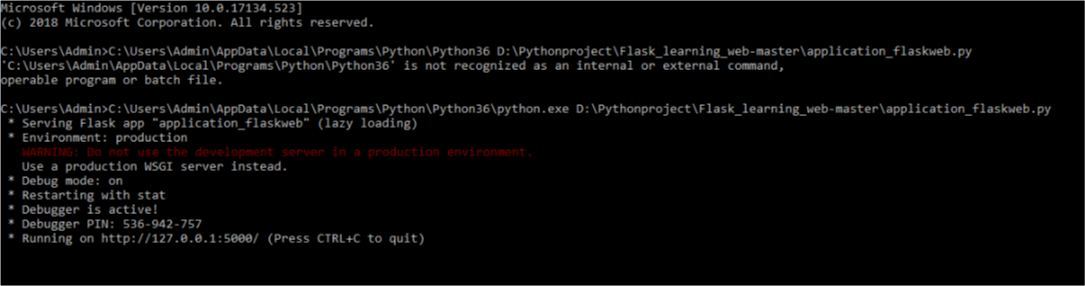 Microsoft Windows [Version 10.0.17134.523]
(c) 2018 Microsoft Corporation. All rights reserved.
C:\Users\Admin>C:\Users\Admin\AppData\Local\Programs\Python\Python36 D:\Pythonproject\Flask_learning_web-master\application_flaskweb.py
'C:\Users\Admin\AppData\Local\Programs\Python\Python36' is not recognized as an internal or external command,
operable program or batch file.
C:\Users\Admin>C:\Users\Admin\AppData\Local\Programs\Python\Python36\python.exe D:\Pythonproject\Flask_learning_web-master\application_flaskweb.py
* Serving Flask app "application_flaskweb" (lazy loading)
* Environment: production
WARNING: Do not use the development server in a production environment.
Use a production WSGI server instead.
* Debug mode: on
* Restarting with stat
* Debugger is active!
* Debugger PIN: 536-942-757
* Running on http://127.0.0.1:5000/ (Press CTRL+C to quit)